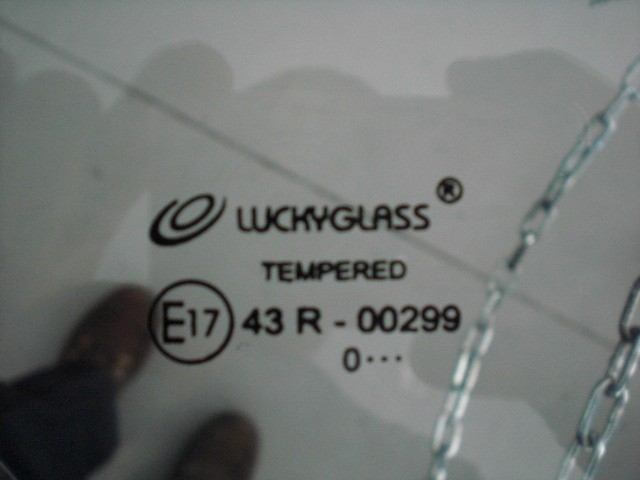 LUCKYGLASS ®
TEMPERED
E17 43 R - 00299
0···